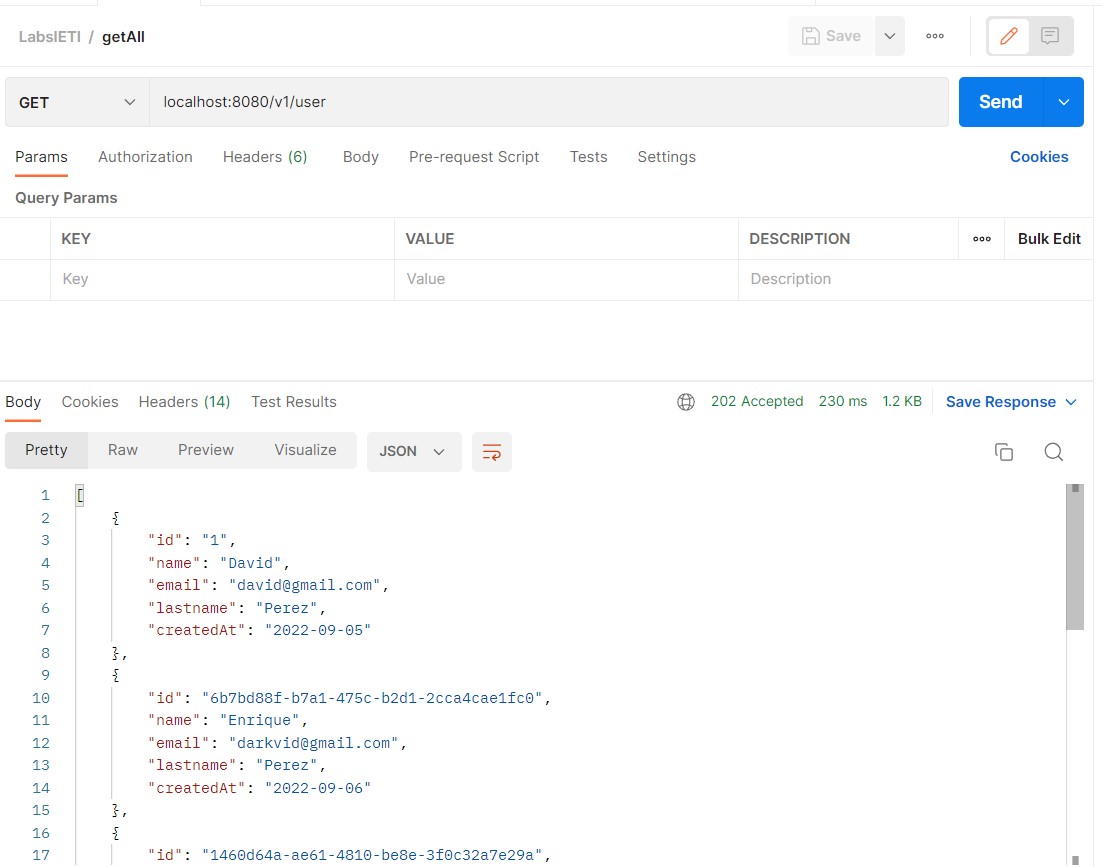 LabsIETI / getAll
Save
GET
localhost:8080/v1/user
Send
Params Authorization Headers (6) Body Pre-request Script Tests Settings Cookies
Query Params
KEY VALUE DESCRIPTION Bulk Edit
Key Value Description
Body Cookies Headers (14) Test Results 202 Accepted 230 ms 1.2 KB Save Response
Pretty Raw Preview Visualize JSON
1 [
2 {
3 "id": "1",
4 "name": "David",
5 "email": "david@gmail.com",
6 "lastname": "Perez",
7 "createdAt": "2022-09-05"
8 },
9 {
10 "id": "6b7bd88f-b7a1-475c-b2d1-2cca4cae1fc0",
11 "name": "Enrique",
12 "email": "darkvid@gmail.com",
13 "lastname": "Perez",
14 "createdAt": "2022-09-06"
15 },
16 {
17 "id": "1460d64a-ae61-4810-be8e-3f0c32a7e29a",